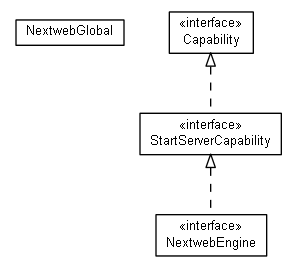 NextwebGlobal
«interface»
Capability
«interface»
StartServerCapability
«interface»
NextwebEngine